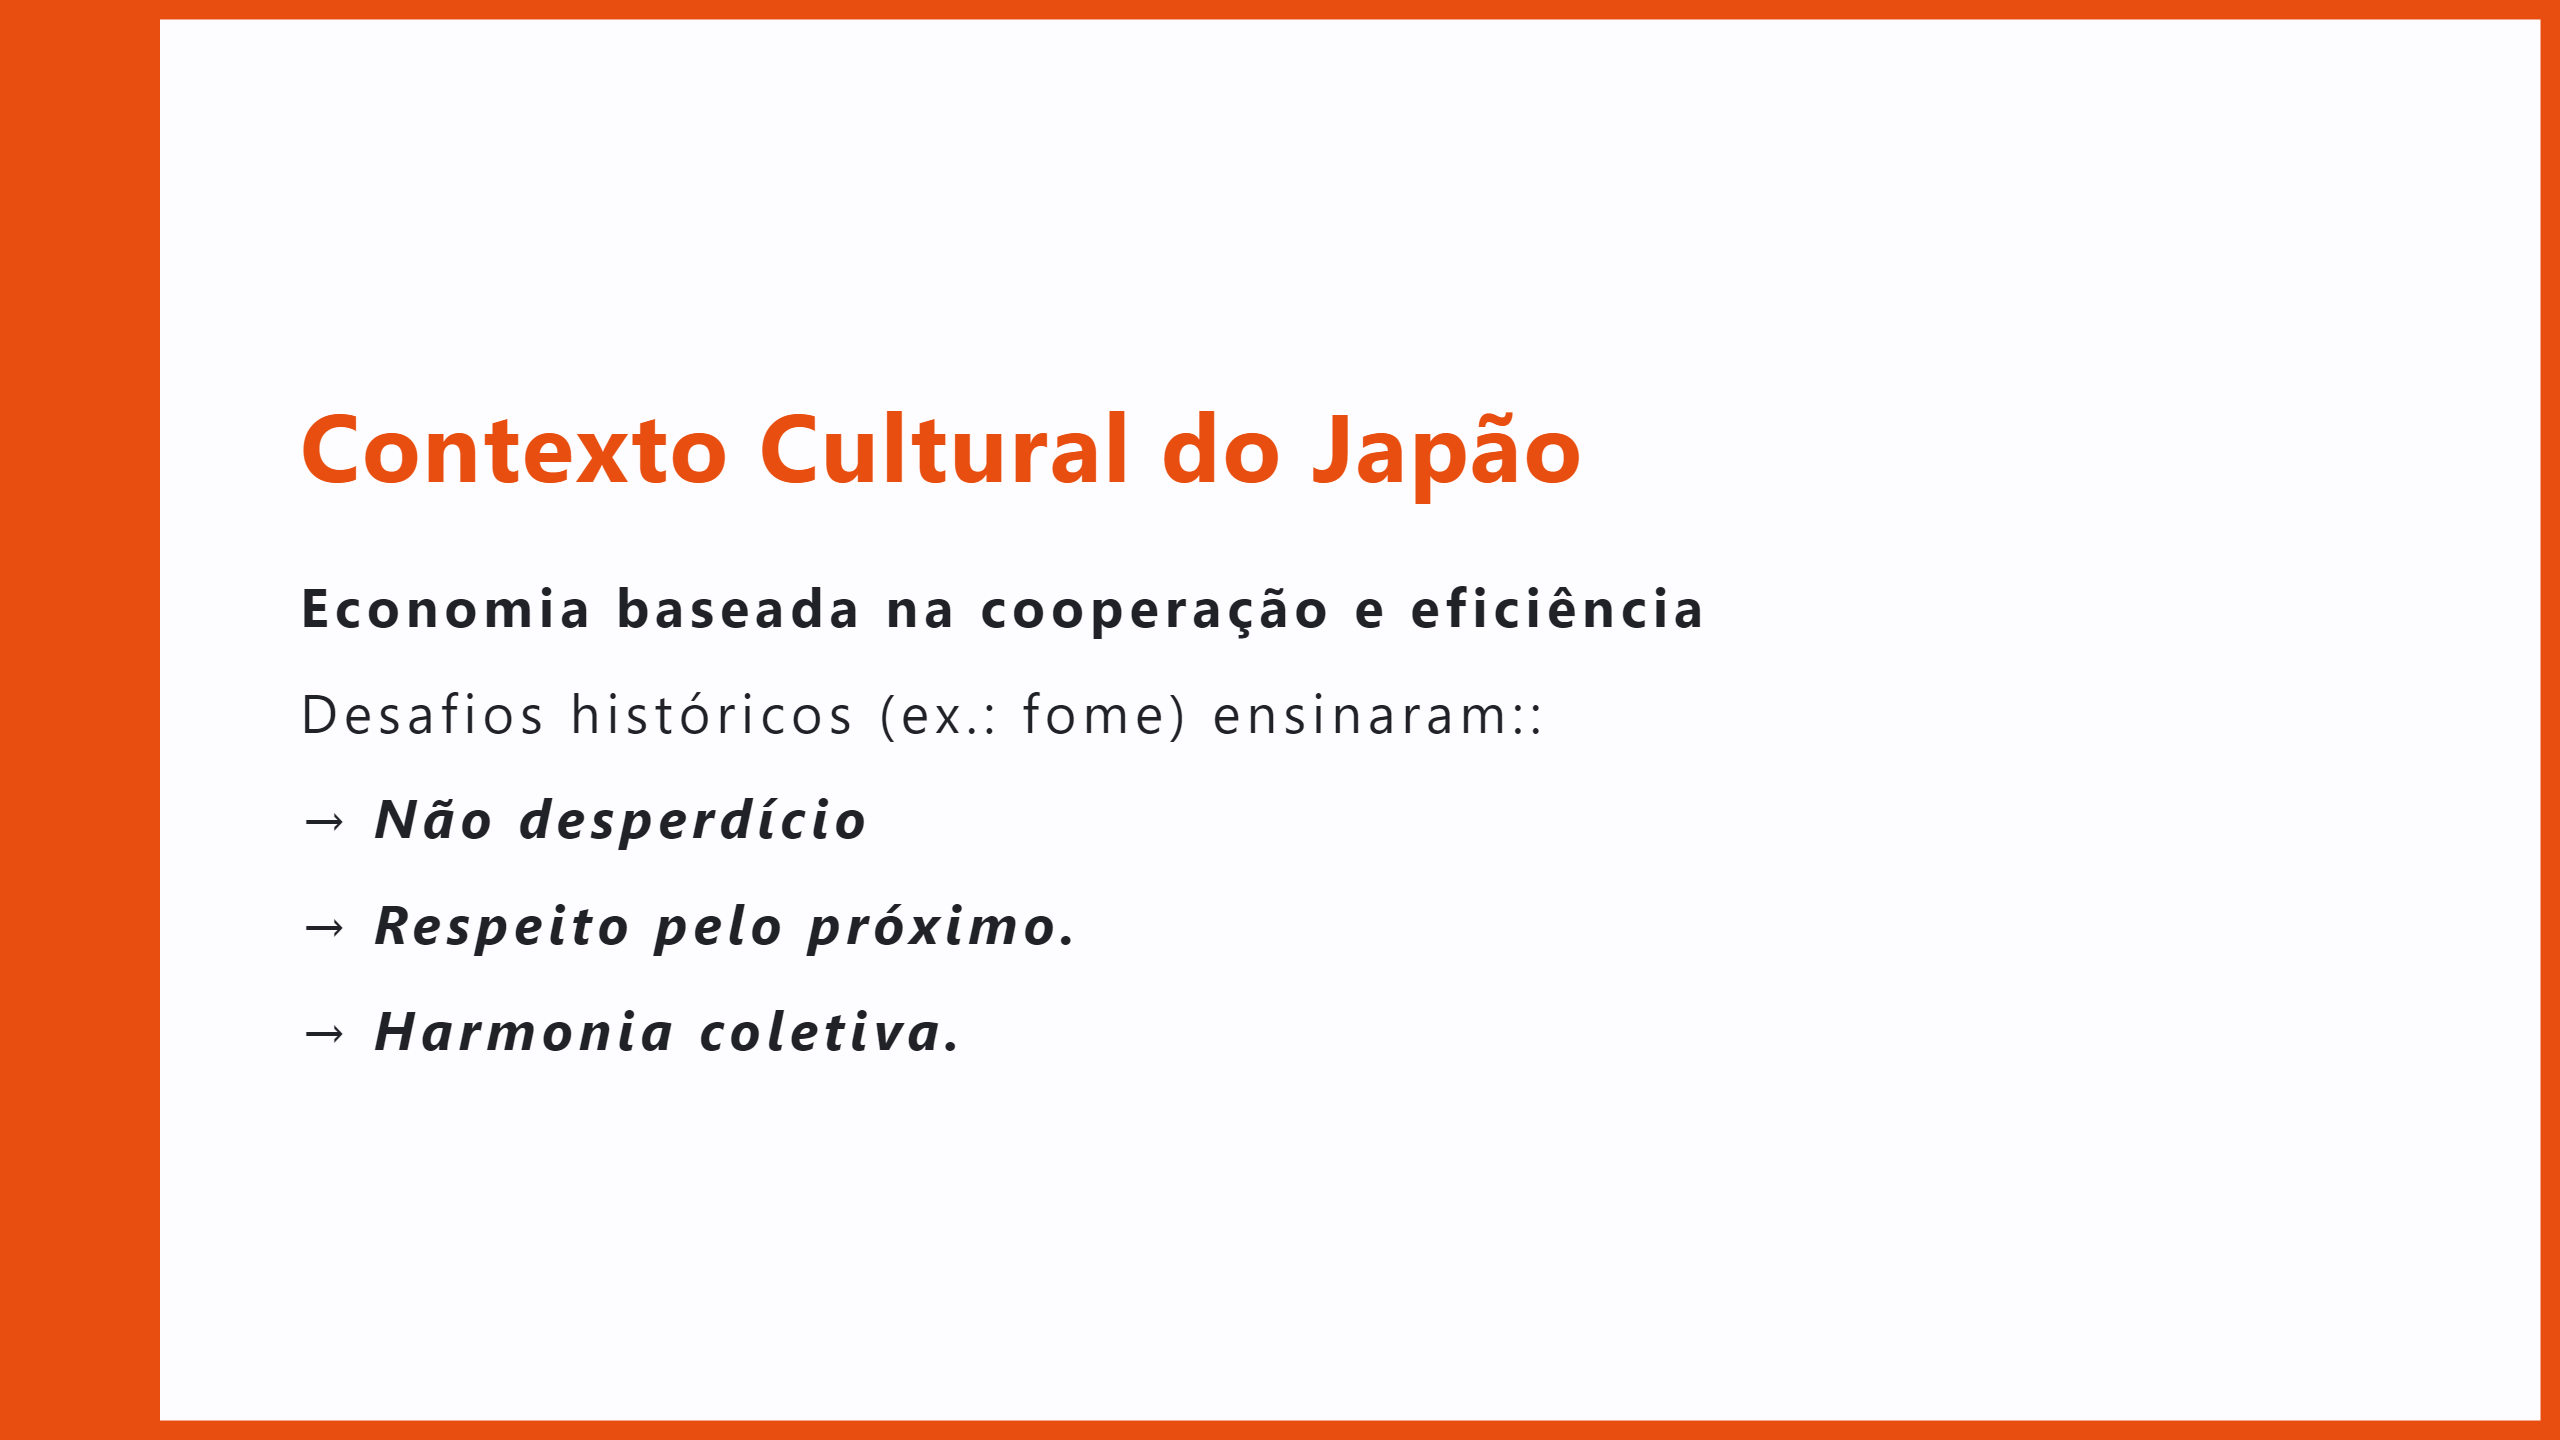 Contexto Cultural do Japão
Economia baseada na cooperação e eficiência
Desafios históricos (ex.: fome) ensinaram::
→ Não desperdício
→ Respeito pelo próximo.
→ Harmonia coletiva.